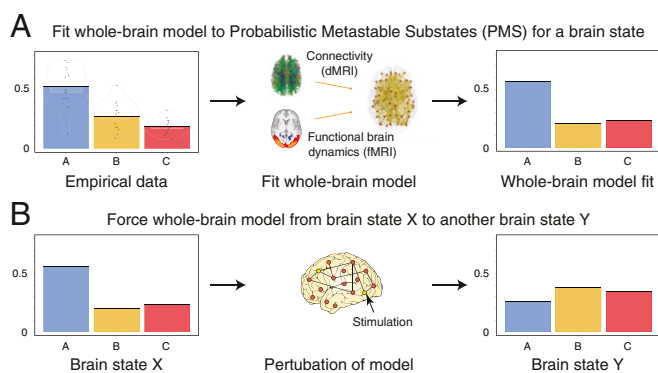 A
Fit whole-brain model to Probabilistic Metastable Substates (PMS) for a brain state
0.5
0
A B C
Empirical data
Connectivity
(dMRI)
Functional brain
dynamics (fMRI)
Fit whole-brain model
0.5
0
A B C
Whole-brain model fit
B
Force whole-brain model from brain state X to another brain state Y
0.5
0
A B C
Brain state X
Stimulation
Pertubation of model
0.5
0
A B C
Brain state Y